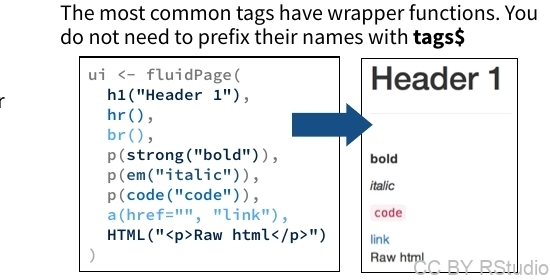 The most common tags have wrapper functions. You
do not need to prefix their names with tags$
r
ui <- fluidPage(
h1("Header 1"),
hr(),
br(),
p(strong("bold")),
p(em("italic")),
p(code("code")),
a(href="", "link"),
HTML("<p>Raw html</p>")
)
Header 1
bold
italic
code
link
Raw html
CC BY RStudio